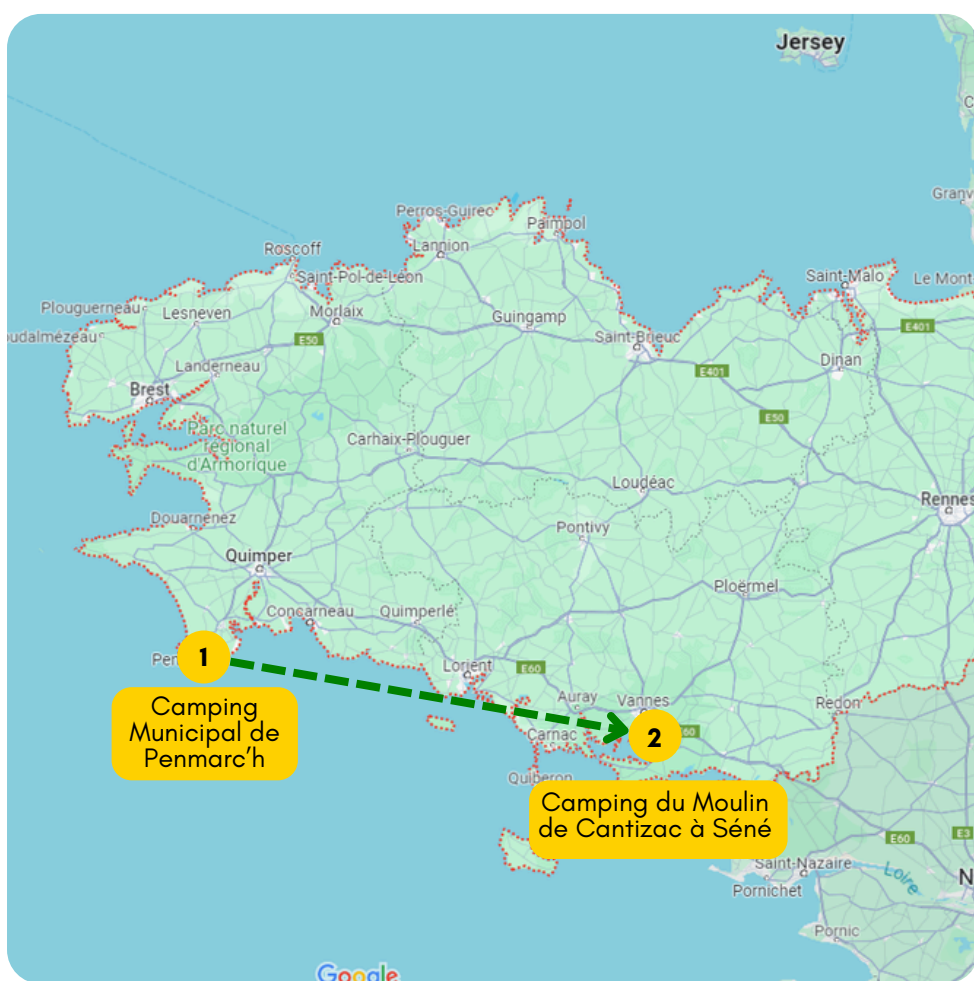 Jersey
Perros-Guirec
Paimpol
Lannion
Roscoff
Saint-Pol-de-Léon
Saint-Malo
Le Mont
Plouguerneau
Lesneven
Morlaix
Guingamp
Saint-Brieuc
E401
E50
E401
Dinan
Landerneau
Brest
Parc naturel
régional
d'Armorique
E50
Carhaix-Plouguer
Loudéac
Rennes
Douarnenez
Pontivy
Quimper
Ploërmel
Concarneau
Quimperlé
1
Lorient
E60
Auray
Vannes
Redon
2
E60
Carnac
Camping
Municipal de
Penmarc'h
Quiberon
Camping du Moulin
de Cantizac à Séné
E60
E3
Saint-Nazaire
Pornichet
Loire
N
Pornic
Google